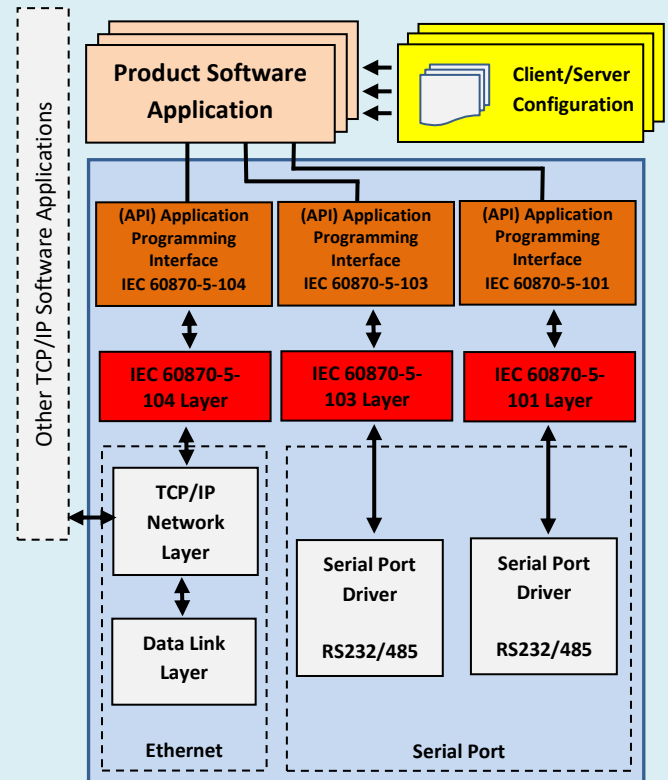 Other TCP/IP Software Applications
Product Software
Application
Client/Server
Configuration
(API) Application
Programming
Interface
IEC 60870-5-104
(API) Application
Programming
Interface
IEC 60870-5-103
(API) Application
Programming
Interface
IEC 60870-5-101
IEC 60870-5-
104 Layer
IEC 60870-5-
103 Layer
IEC 60870-5-
101 Layer
TCP/IP
Network
Layer
Data Link
Layer
Ethernet
Serial Port
Driver
RS232/485
Serial Port
Driver
RS232/485
Serial Port